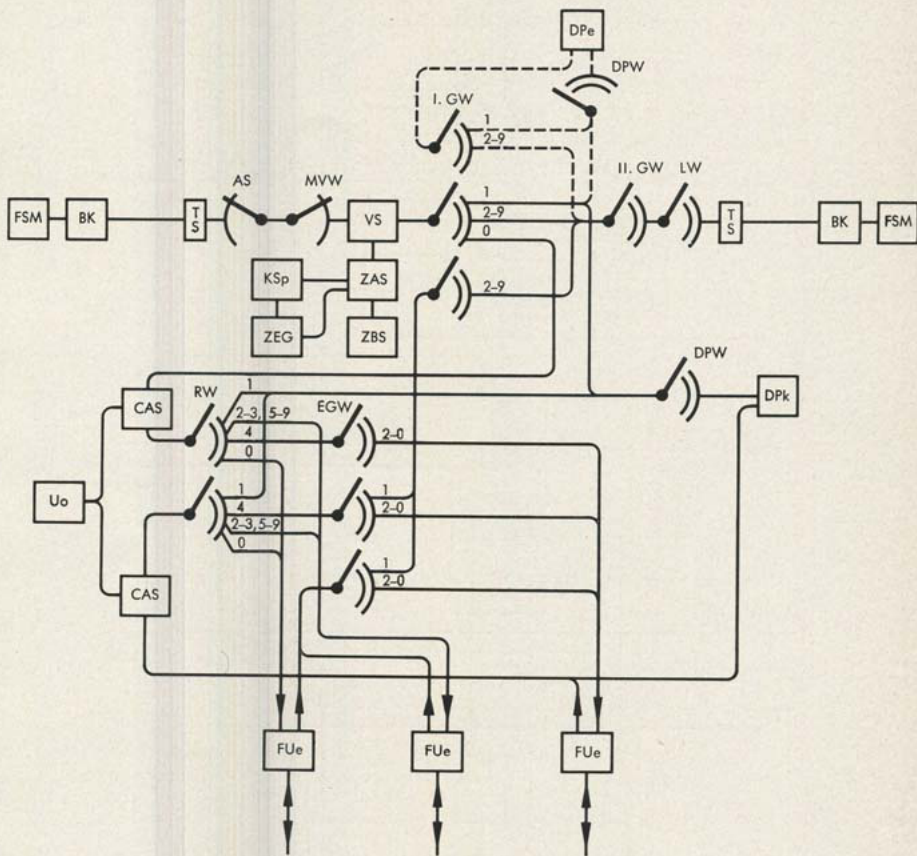 DPe
DPW
I. GW
1
2–9
AS
MVW
II. GW
LW
FSM
BK
TS
VS
1
2–9
0
TS
BK
FSM
KSp
ZAS
2–9
ZEG
ZBS
DPW
CAS
RW
1
2–3, 5–9
4
0
EGW
2–0
DPk
Uo
1
4
2–3, 5–9
0
1
2–0
CAS
1
2–0
FUe
FUe
FUe